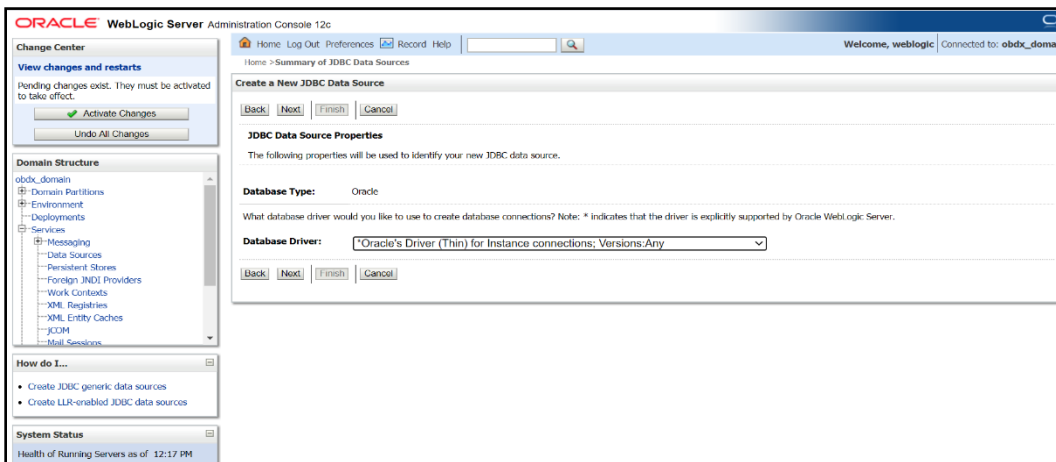 ORACLE WebLogic Server Administration Console 12c
Change Center
View changes and restarts
Pending changes exist. They must be activated
to take effect.
Activate Changes
Undo All Changes
Domain Structure
obdx_domain
Domain Partitions
Environment
Deployments
Services
Messaging
Data Sources
Persistent Stores
Foreign JNDI Providers
Work Contexts
XML Registries
XML Entity Caches
jCOM
Mail Sessions
How do I...
Create JDBC generic data sources
Create LLR-enabled JDBC data sources
System Status
Health of Running Servers as of 12:17 PM
Home Log Out Preferences Record Help
Welcome, weblogic Connected to: obdx_doma
Home >Summary of JDBC Data Sources
Create a New JDBC Data Source
Back Next Finish Cancel
JDBC Data Source Properties
The following properties will be used to identify your new JDBC data source.
Database Type: Oracle
What database driver would you like to use to create database connections? Note: * indicates that the driver is explicitly supported by Oracle WebLogic Server.
Database Driver: *Oracle's Driver (Thin) for Instance connections; Versions:Any
Back Next Finish Cancel